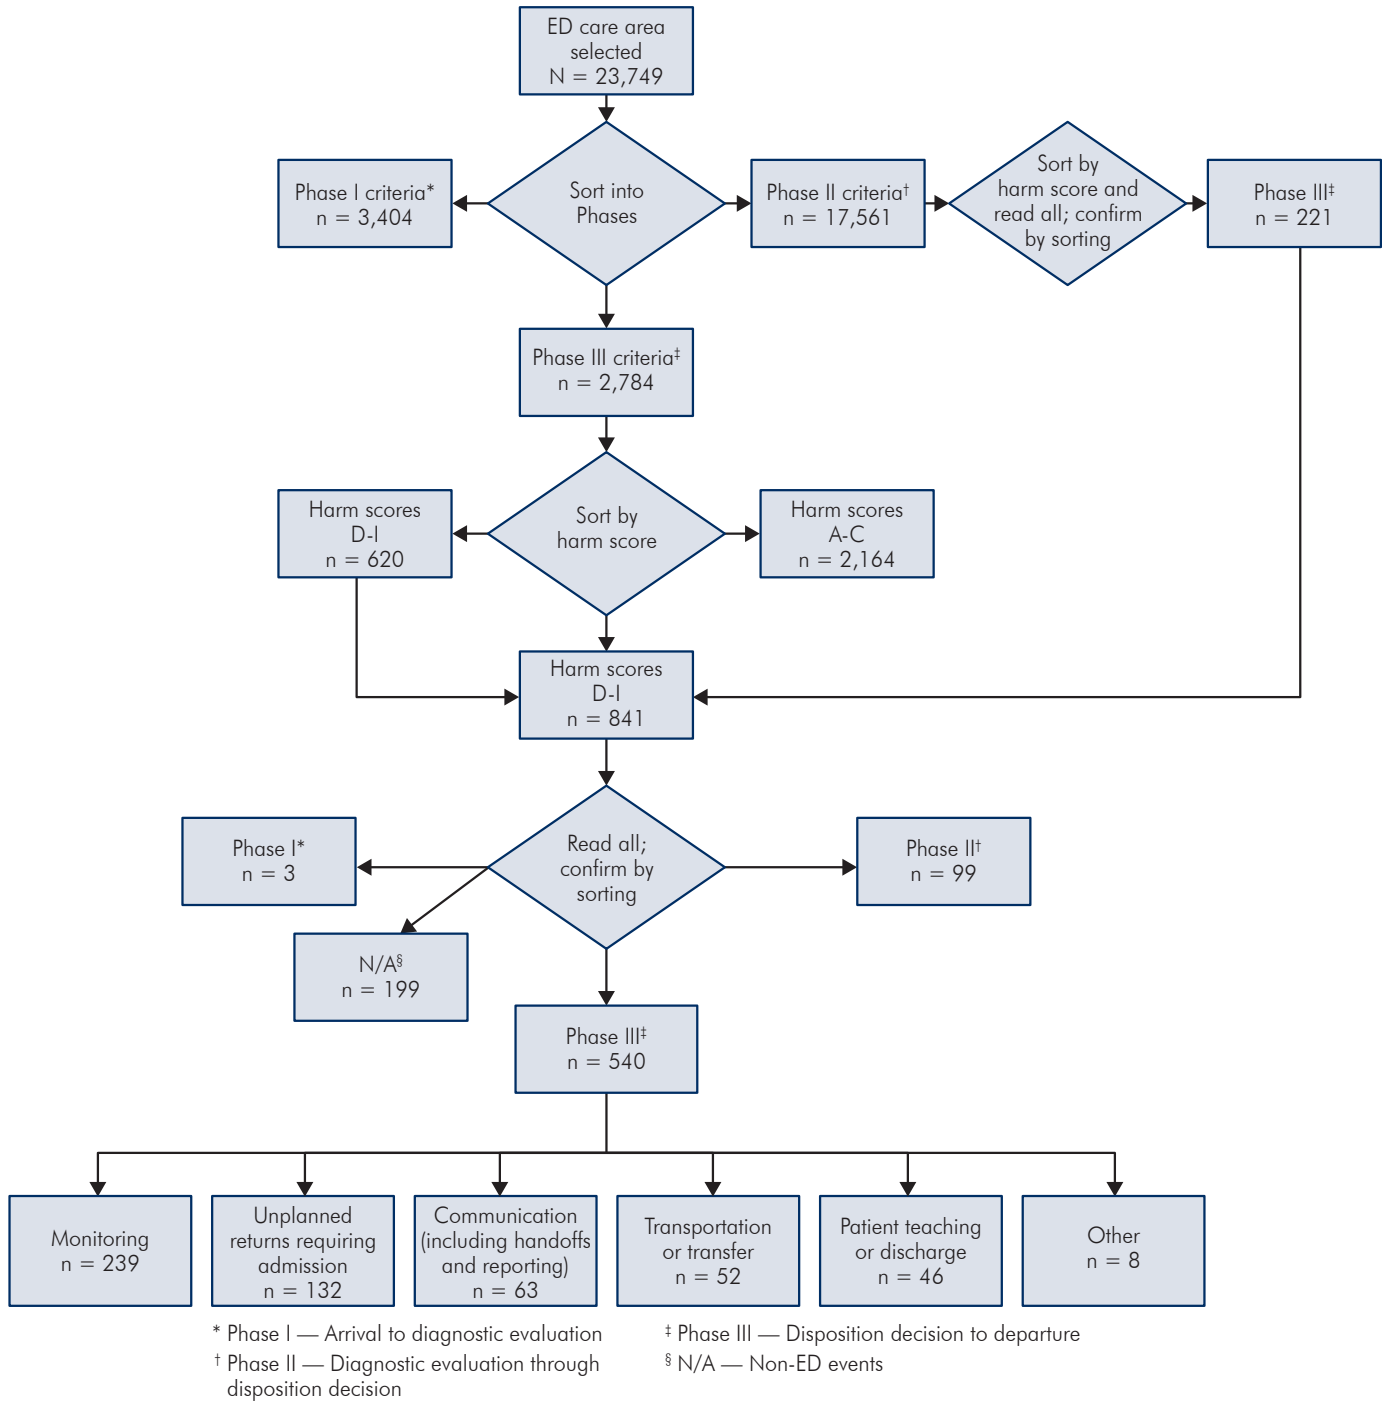 ED care area
selected
N = 23,749
Phase I criteria*
n = 3,404
Sort into
Phases
Phase II criteria†
n = 17,561
Sort by
harm score and
read all; confirm
by sorting
Phase III‡
n = 221
Phase III criteria‡
n = 2,784
Harm scores
D-I
n = 620
Sort by
harm score
Harm scores
A-C
n = 2,164
Harm scores
D-I
n = 841
Phase I*
n = 3
Read all;
confirm by
sorting
Phase II†
n = 99
N/A§
n = 199
Phase III‡
n = 540
Monitoring
n = 239
Unplanned
returns requiring
admission
n = 132
Communication
(including handoffs
and reporting)
n = 63
Transportation
or transfer
n = 52
Patient teaching
or discharge
n = 46
Other
n = 8
* Phase I — Arrival to diagnostic evaluation
† Phase II — Diagnostic evaluation through
disposition decision
‡ Phase III — Disposition decision to departure
§ N/A — Non-ED events